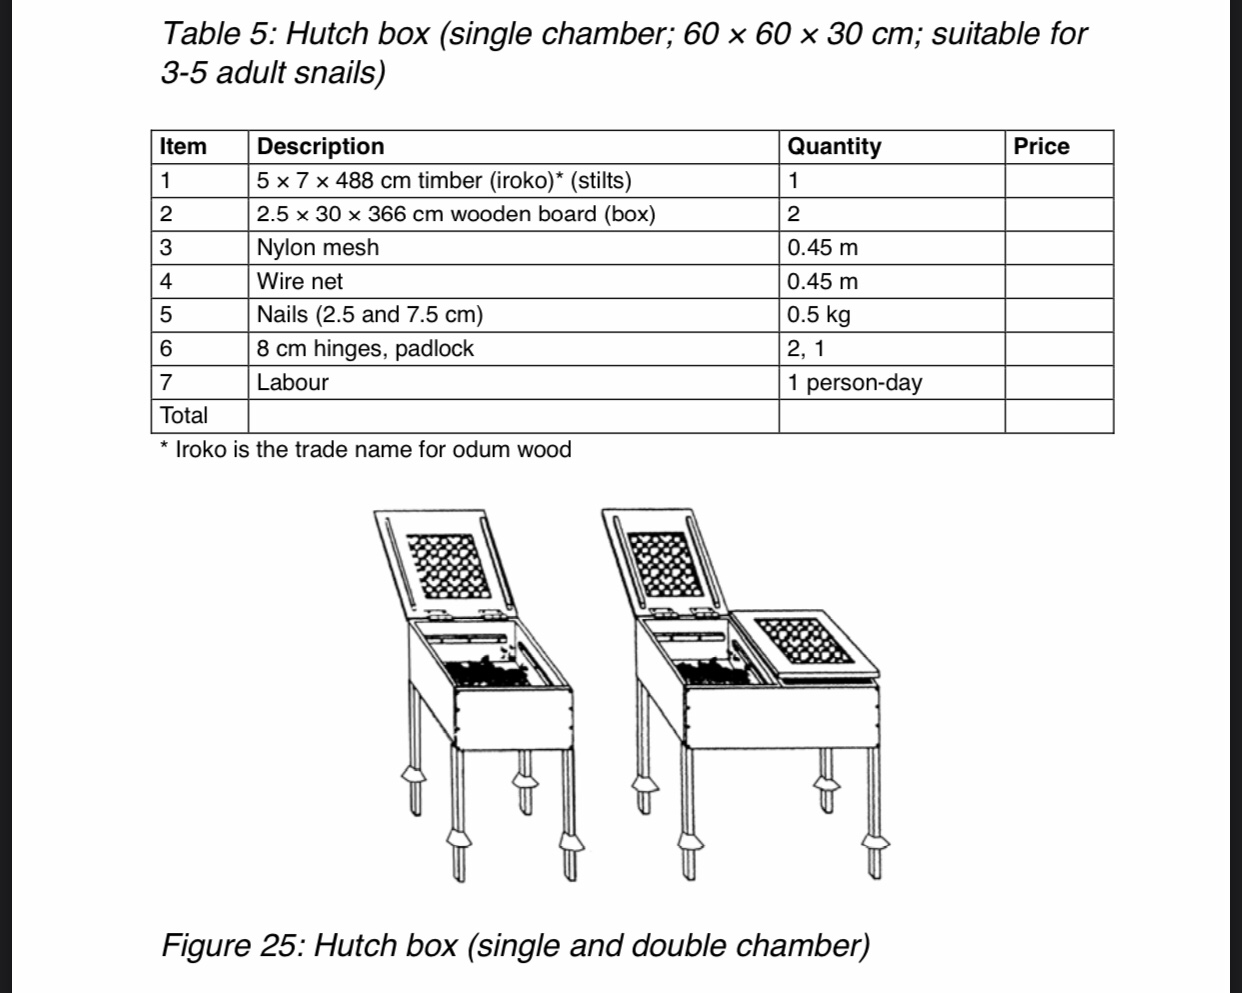 Table 5: Hutch box (single chamber; 60 × 60 × 30 cm; suitable for
3-5 adult snails)
Item Description Quantity Price
1 5 × 7 × 488 cm timber (iroko)* (stilts) 1
2 2.5 × 30 × 366 cm wooden board (box) 2
3 Nylon mesh 0.45 m
4 Wire net 0.45 m
5 Nails (2.5 and 7.5 cm) 0.5 kg
6 8 cm hinges, padlock 2, 1
7 Labour 1 person-day
Total
* Iroko is the trade name for odum wood
Figure 25: Hutch box (single and double chamber)